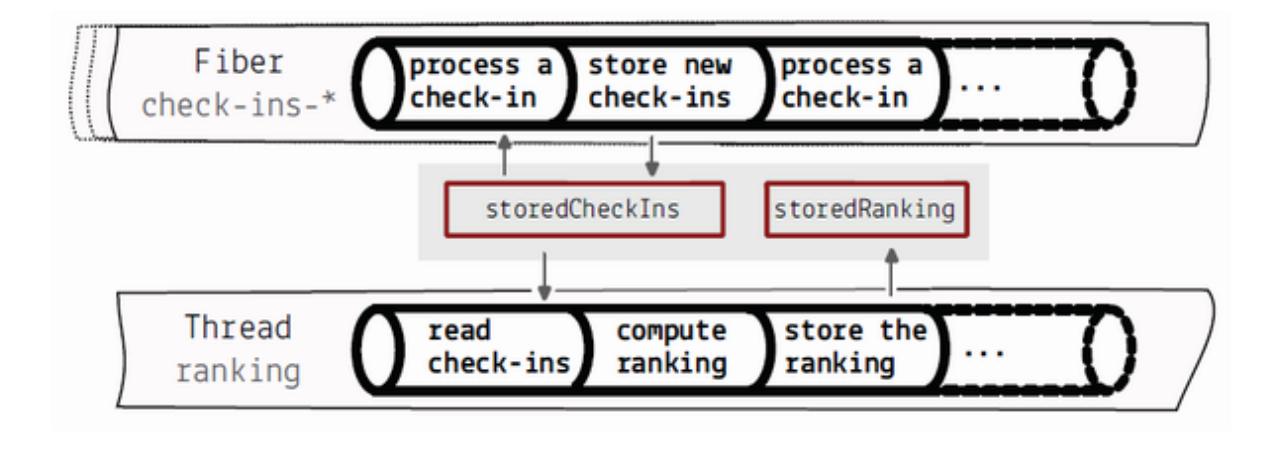 Fiber
check-ins-*
process a
check-in
store new
check-ins
process a
check-in
...
storedCheckIns
storedRanking
Thread
ranking
read
check-ins
compute
ranking
store the
ranking
...